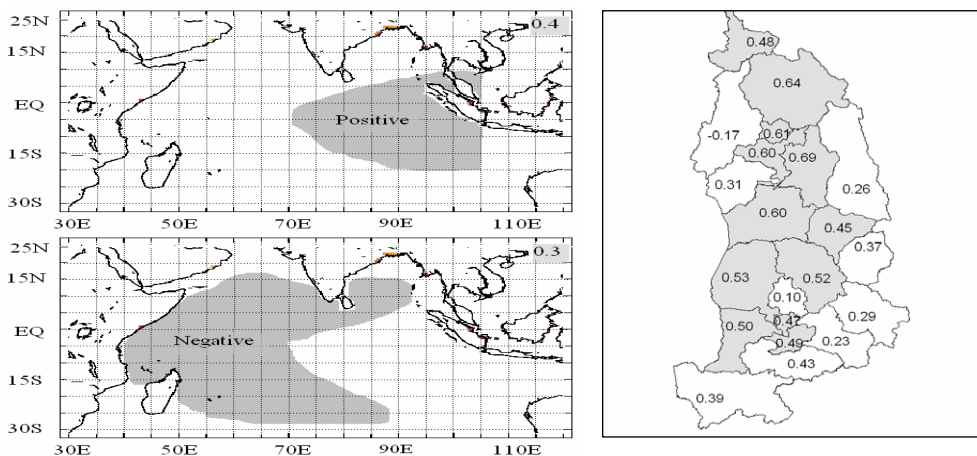 25N
0.4
15N
EQ
Positive
15S
30S
30E 50E 70E 90E 110E
25N
0.3
15N
EQ
Negative
15S
30S
30E 50E 70E 90E 110E
0.48
0.64
-0.17
0.61
0.60
0.69
0.31
0.26
0.60
0.45
0.37
0.53
0.52
0.10
0.29
0.50
0.47
0.49
0.23
0.43
0.39